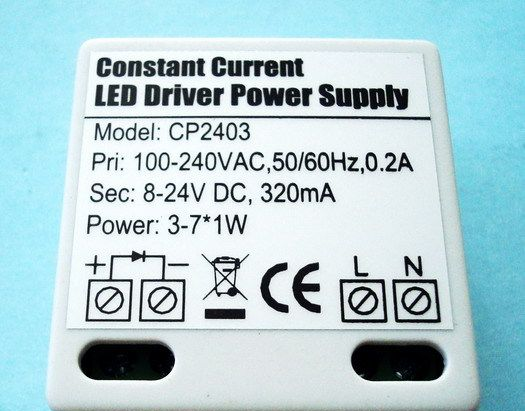 Constant Current
LED Driver Power Supply
Model: CP2403
Pri: 100-240VAC,50/60Hz,0.2A
Sec: 8-24V DC, 320mA
Power: 3-7*1W
+ − CE L N